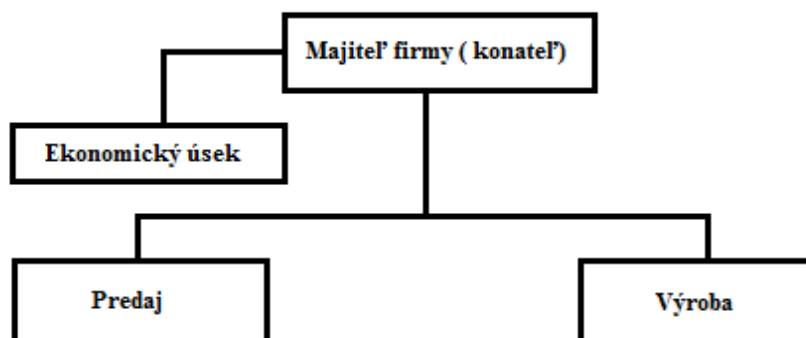 Majiteľ firmy ( konateľ)
Ekonomický úsek
Predaj
Výroba